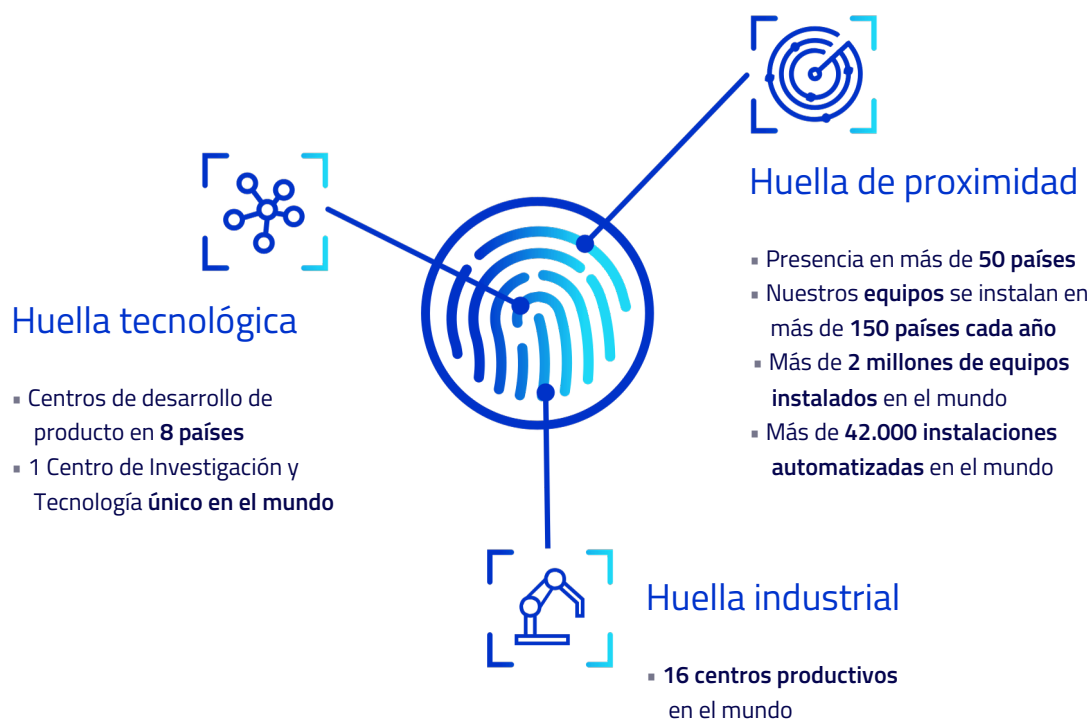 Huella tecnológica
▪ Centros de desarrollo de
producto en 8 países
▪ 1 Centro de Investigación y
Tecnología único en el mundo
Huella de proximidad
▪ Presencia en más de 50 países
▪ Nuestros equipos se instalan en
más de 150 países cada año
▪ Más de 2 millones de equipos
instalados en el mundo
▪ Más de 42.000 instalaciones
automatizadas en el mundo
Huella industrial
▪ 16 centros productivos
en el mundo